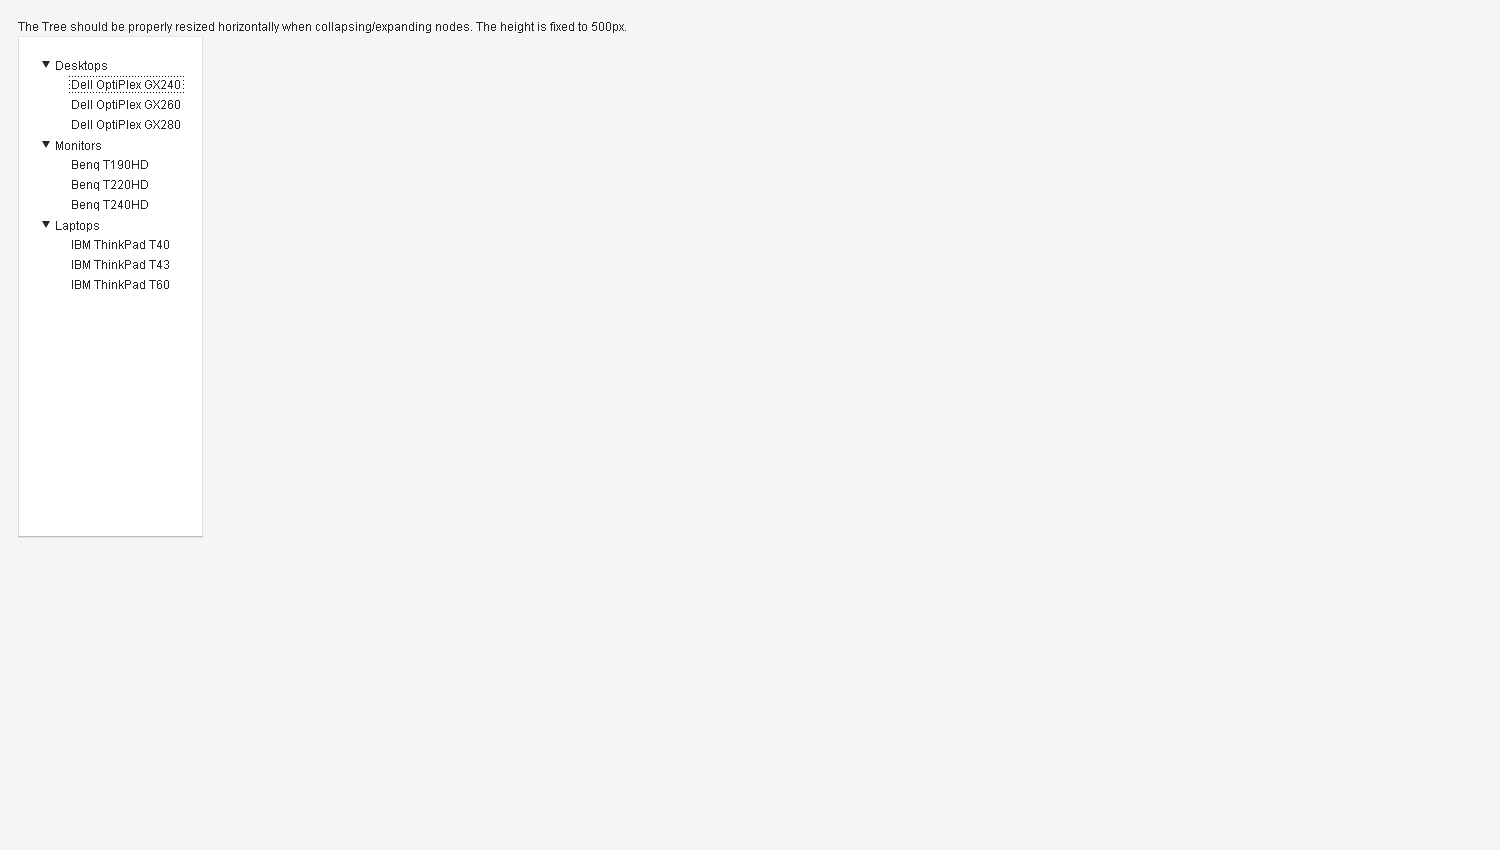 The Tree should be properly resized horizontally when collapsing/expanding nodes. The height is fixed to 500px.
Desktops
Dell OptiPlex GX240
Dell OptiPlex GX260
Dell OptiPlex GX280
Monitors
Benq T190HD
Benq T220HD
Benq T240HD
Laptops
IBM ThinkPad T40
IBM ThinkPad T43
IBM ThinkPad T60